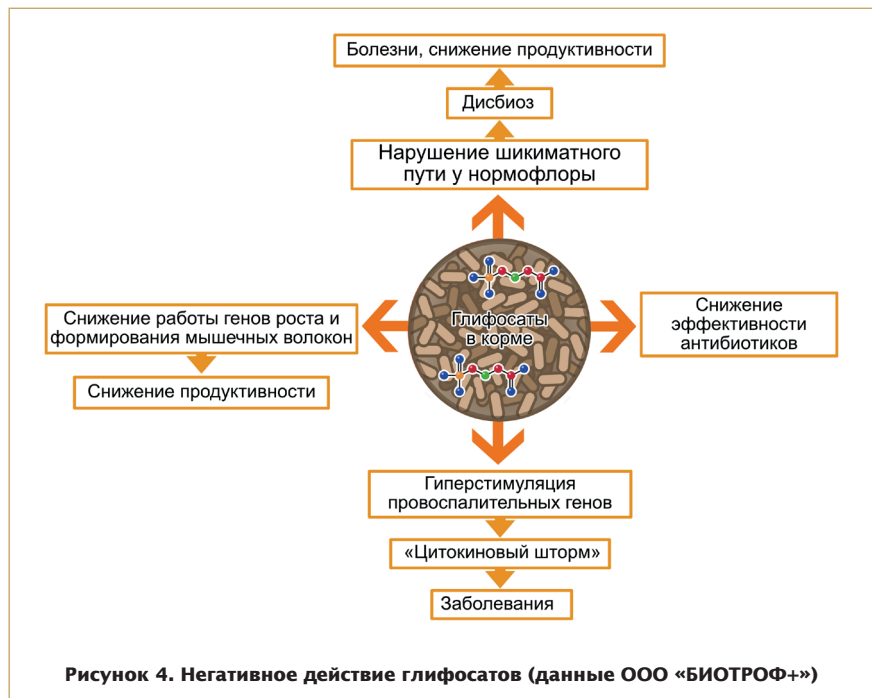 Болезни, снижение продуктивности
Дисбиоз
Нарушение шикиматного
пути у нормофлоры
Снижение работы генов роста и
формирования мышечных волокон
Снижение продуктивности
Глифосаты
в корме
Снижение
эффективности
антибиотиков
Гиперстимуляция
провоспалительных генов
«Цитокиновый шторм»
Заболевания
Рисунок 4. Негативное действие глифосатов (данные ООО «БИОТРОФ+»)